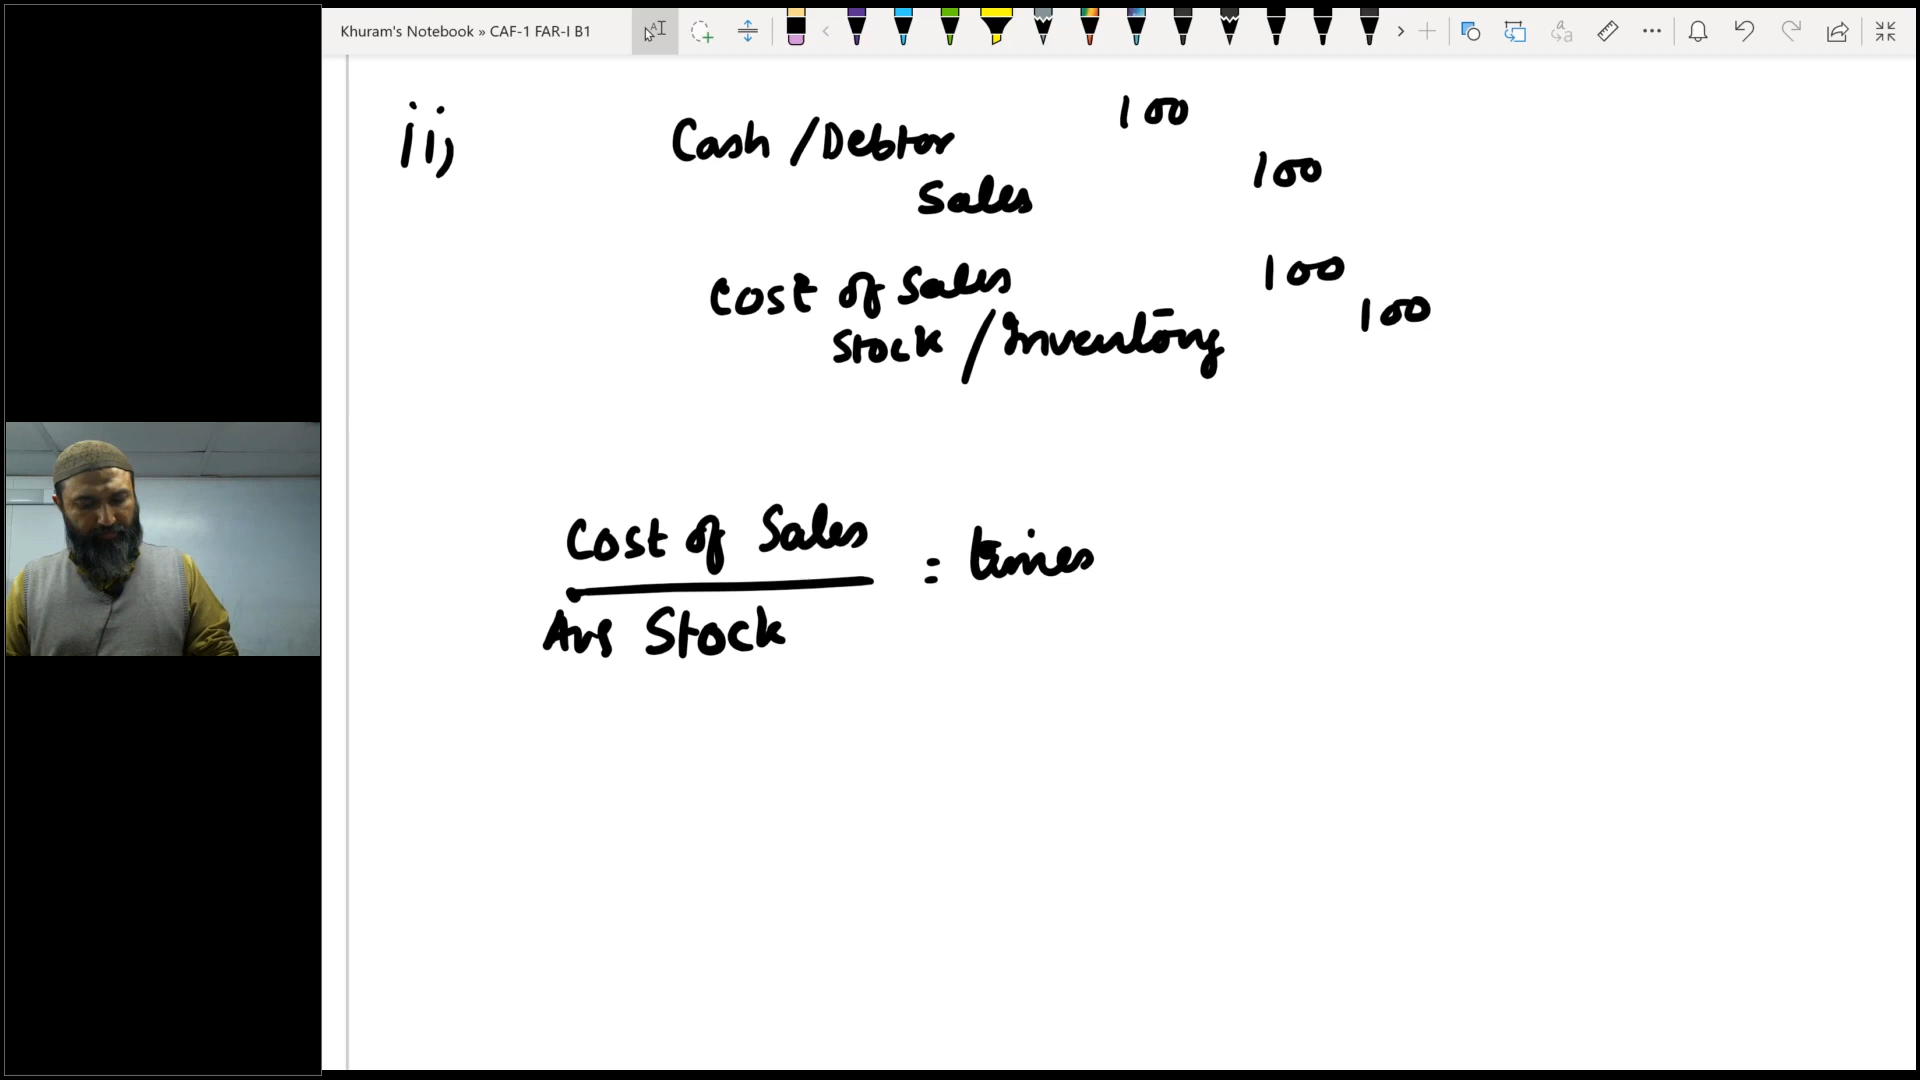 Khuram's Notebook » CAF-1 FAR-I B1
ii,
Cash / Debtor 100
Sales 100
Cost of Sales 100
Stock / Inventory 100
Cost of Sales
= times
Avg Stock